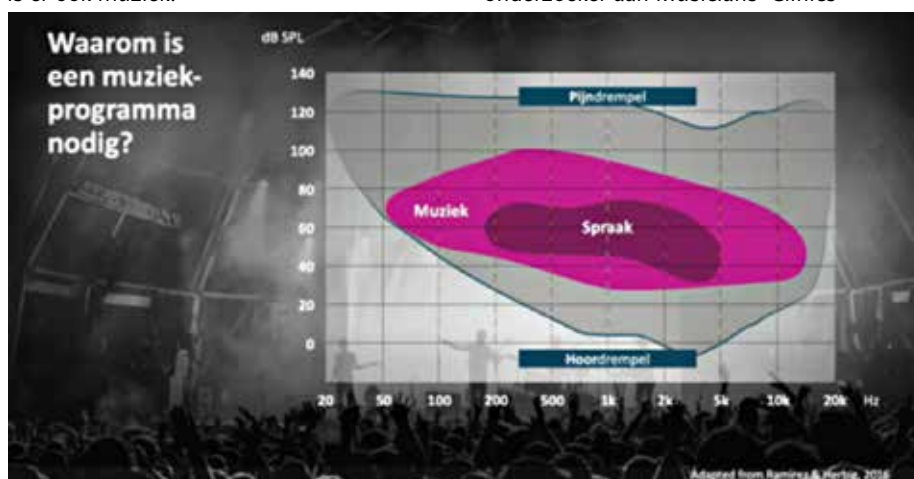 Waarom is
een muziek-
programma
nodig?
dB SPL
140
120
100
80
60
40
20
0
Pijndrempel
Muziek
Spraak
Hoordrempel
20 50 100 200 500 1k 2k 5k 10k 20k Hz
Adapted from Ramirez & Herbig, 2016